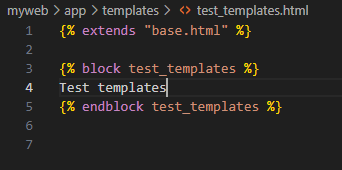 myweb > app > templates > <> test_templates.html
1 {% extends "base.html" %}
2
3 {% block test_templates %}
4 Test templates
5 {% endblock test_templates %}
6
7